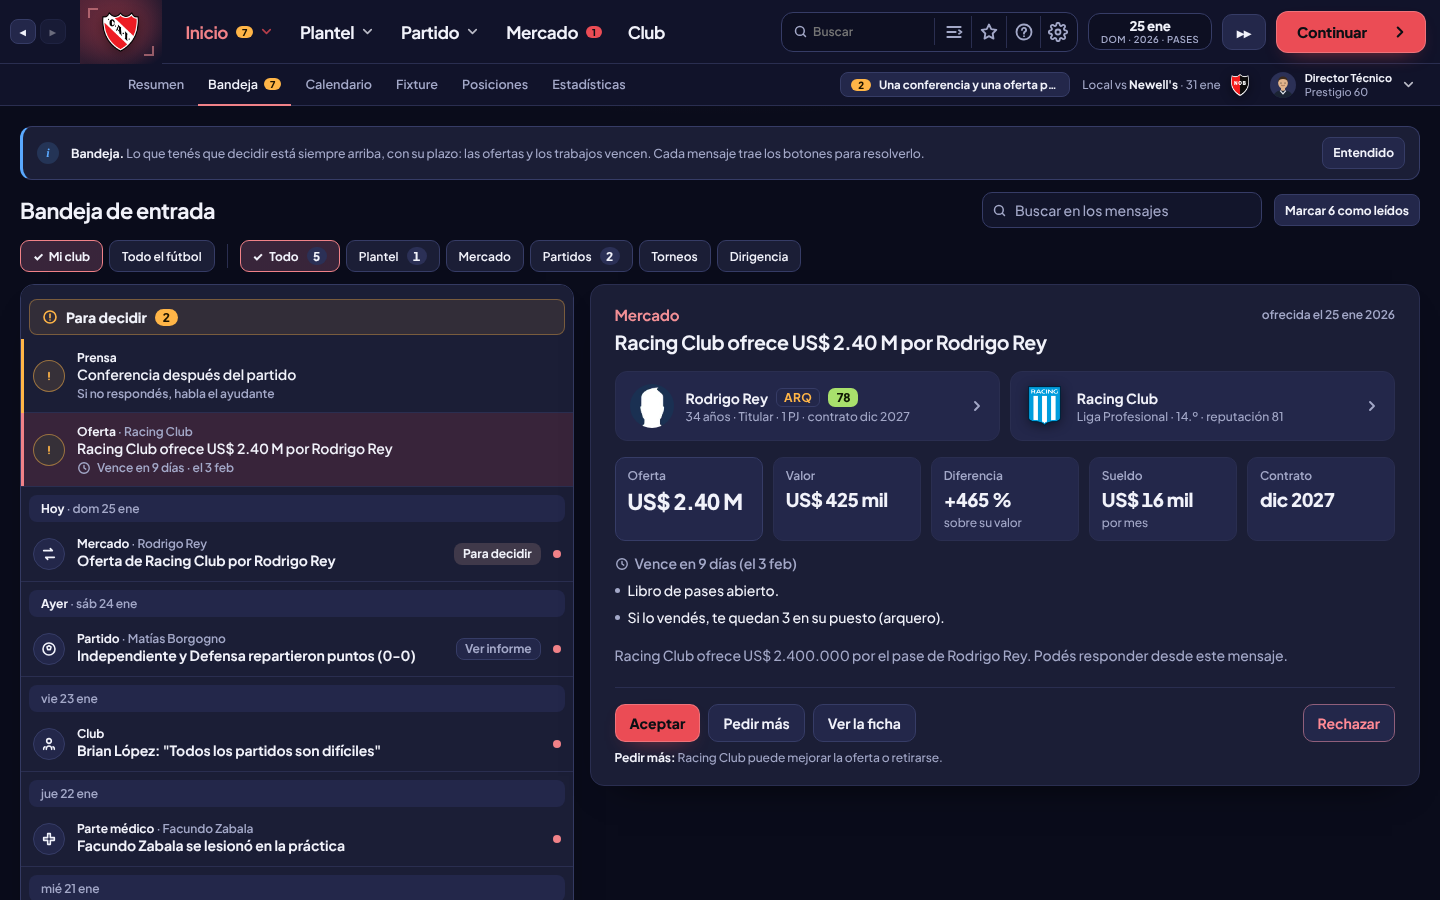 Inicio 7
Plantel
Partido
Mercado 1
Club
Buscar
25 ene
DOM · 2026 · PASES
Continuar
Resumen
Bandeja 7
Calendario
Fixture
Posiciones
Estadísticas
2 Una conferencia y una oferta p...
Local vs Newell's · 31 ene
Director Técnico
Prestigio 60
Bandeja. Lo que tenés que decidir está siempre arriba, con su plazo: las ofertas y los trabajos vencen. Cada mensaje trae los botones para resolverlo.
Entendido
Bandeja de entrada
Buscar en los mensajes
Marcar 6 como leídos
Mi club
Todo el fútbol
Todo 5
Plantel 1
Mercado
Partidos 2
Torneos
Dirigencia
Para decidir 2
Prensa
Conferencia después del partido
Si no respondés, habla el ayudante
Oferta · Racing Club
Racing Club ofrece US$ 2.40 M por Rodrigo Rey
Vence en 9 días · el 3 feb
Hoy · dom 25 ene
Mercado · Rodrigo Rey
Oferta de Racing Club por Rodrigo Rey
Para decidir
Ayer · sáb 24 ene
Partido · Matías Borgogno
Independiente y Defensa repartieron puntos (0-0)
Ver informe
vie 23 ene
Club
Brian López: "Todos los partidos son difíciles"
jue 22 ene
Parte médico · Facundo Zabala
Facundo Zabala se lesionó en la práctica
mié 21 ene
Mercado
ofrecida el 25 ene 2026
Racing Club ofrece US$ 2.40 M por Rodrigo Rey
Rodrigo Rey ARQ 78
34 años · Titular · 1 PJ · contrato dic 2027
RACING
Racing Club
Liga Profesional · 14.º · reputación 81
Oferta
US$ 2.40 M
Valor
US$ 425 mil
Diferencia
+465 %
sobre su valor
Sueldo
US$ 16 mil
por mes
Contrato
dic 2027
Vence en 9 días (el 3 feb)
Libro de pases abierto.
Si lo vendés, te quedan 3 en su puesto (arquero).
Racing Club ofrece US$ 2.400.000 por el pase de Rodrigo Rey. Podés responder desde este mensaje.
Aceptar
Pedir más
Ver la ficha
Rechazar
Pedir más: Racing Club puede mejorar la oferta o retirarse.